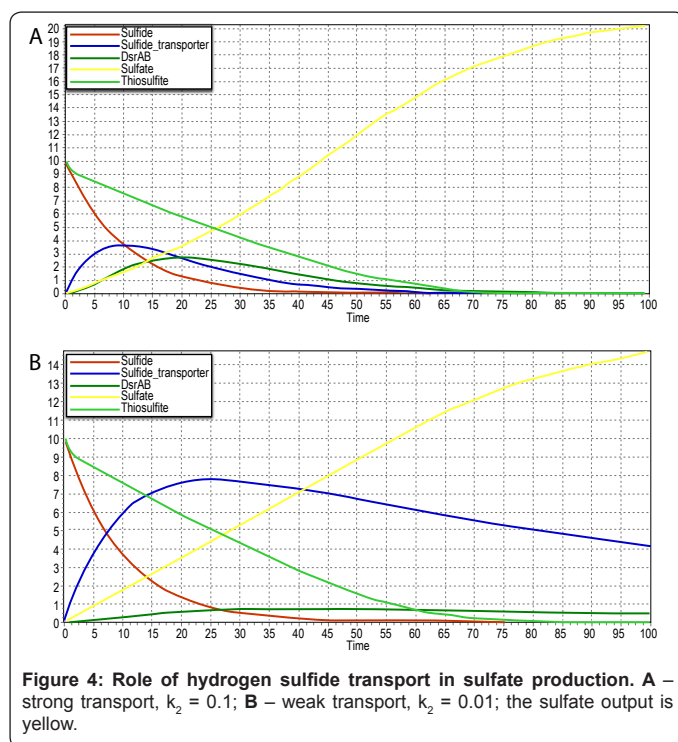 A
Sulfide
Sulfide_transporter
DsrAB
Sulfate
Thiosulfite
20
19
18
17
16
15
14
13
12
11
10
9
8
7
6
5
4
3
2
1
0
0 5 10 15 20 25 30 35 40 45 50 55 60 65 70 75 80 85 90 95 100
Time
B
Sulfide
Sulfide_transporter
DsrAB
Sulfate
Thiosulfite
14
13
12
11
10
9
8
7
6
5
4
3
2
1
0
0 5 10 15 20 25 30 35 40 45 50 55 60 65 70 75 80 85 90 95 100
Time
Figure 4: Role of hydrogen sulfide transport in sulfate production. A –
strong transport, k₂ = 0.1; B – weak transport, k₂ = 0.01; the sulfate output is
yellow.